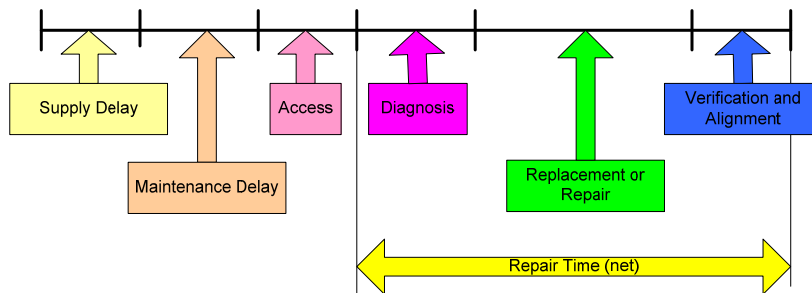 Supply Delay
Access
Diagnosis
Verification and
Alignment
Maintenance Delay
Replacement or
Repair
Repair Time (net)